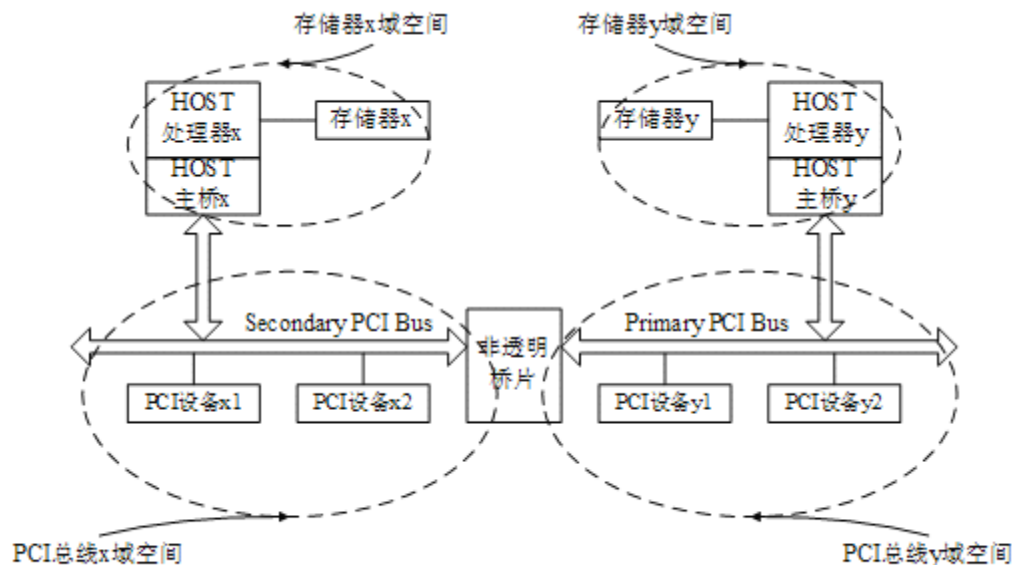 存储器x域空间
存储器y域空间
HOST
处理器x
存储器x
HOST
主桥x
存储器y
HOST
处理器y
HOST
主桥y
Secondary PCI Bus
Primary PCI Bus
非透明
桥片
PCI设备x1
PCI设备x2
PCI设备y1
PCI设备y2
PCI总线x域空间
PCI总线y域空间